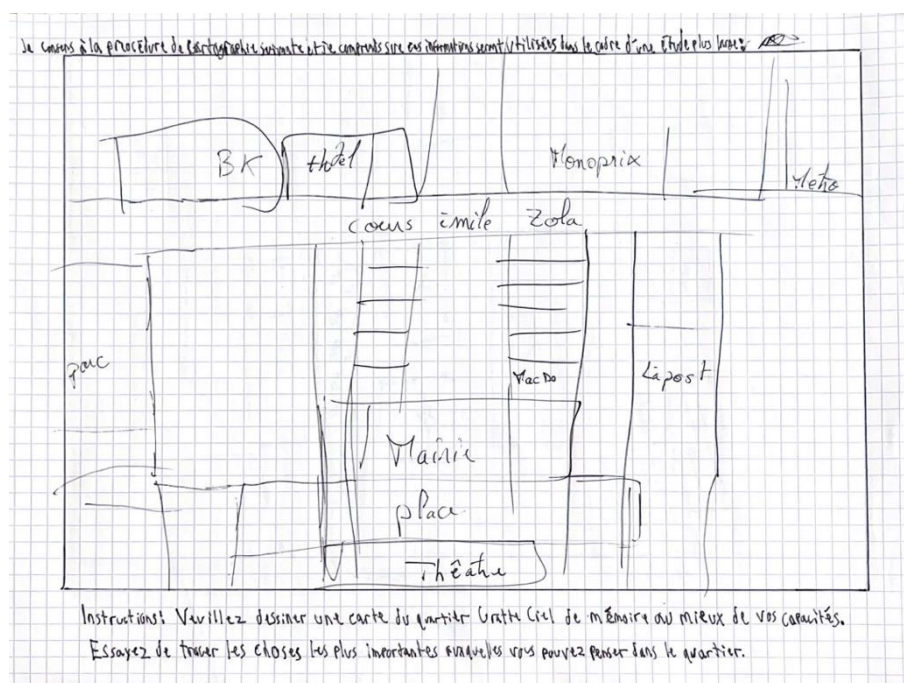 Je consens à la procédure de Cartographie suivante et je comprends que ces informations seront utilisées dans le cadre d'une étude plus large:
BK
thôtel
Monoprix
Metro
cours émile Zola
parc
MacDo
La post
Mairie
place
Théatre
Instructions: Veuillez dessiner une carte du quartier Gratte Ciel de mémoire au mieux de vos capacités.
Essayez de tracer les choses les plus importantes auxquelles vous pouvez penser dans le quartier.